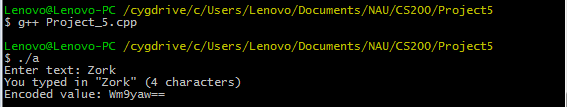 Lenovo@Lenovo-PC /cygdrive/c/Users/Lenovo/Documents/NAU/CS200/Project5
$ g++ Project_5.cpp
Lenovo@Lenovo-PC /cygdrive/c/Users/Lenovo/Documents/NAU/CS200/Project5
$ ./a
Enter text: Zork
You typed in "Zork" (4 characters)
Encoded value: Wm9yaw==